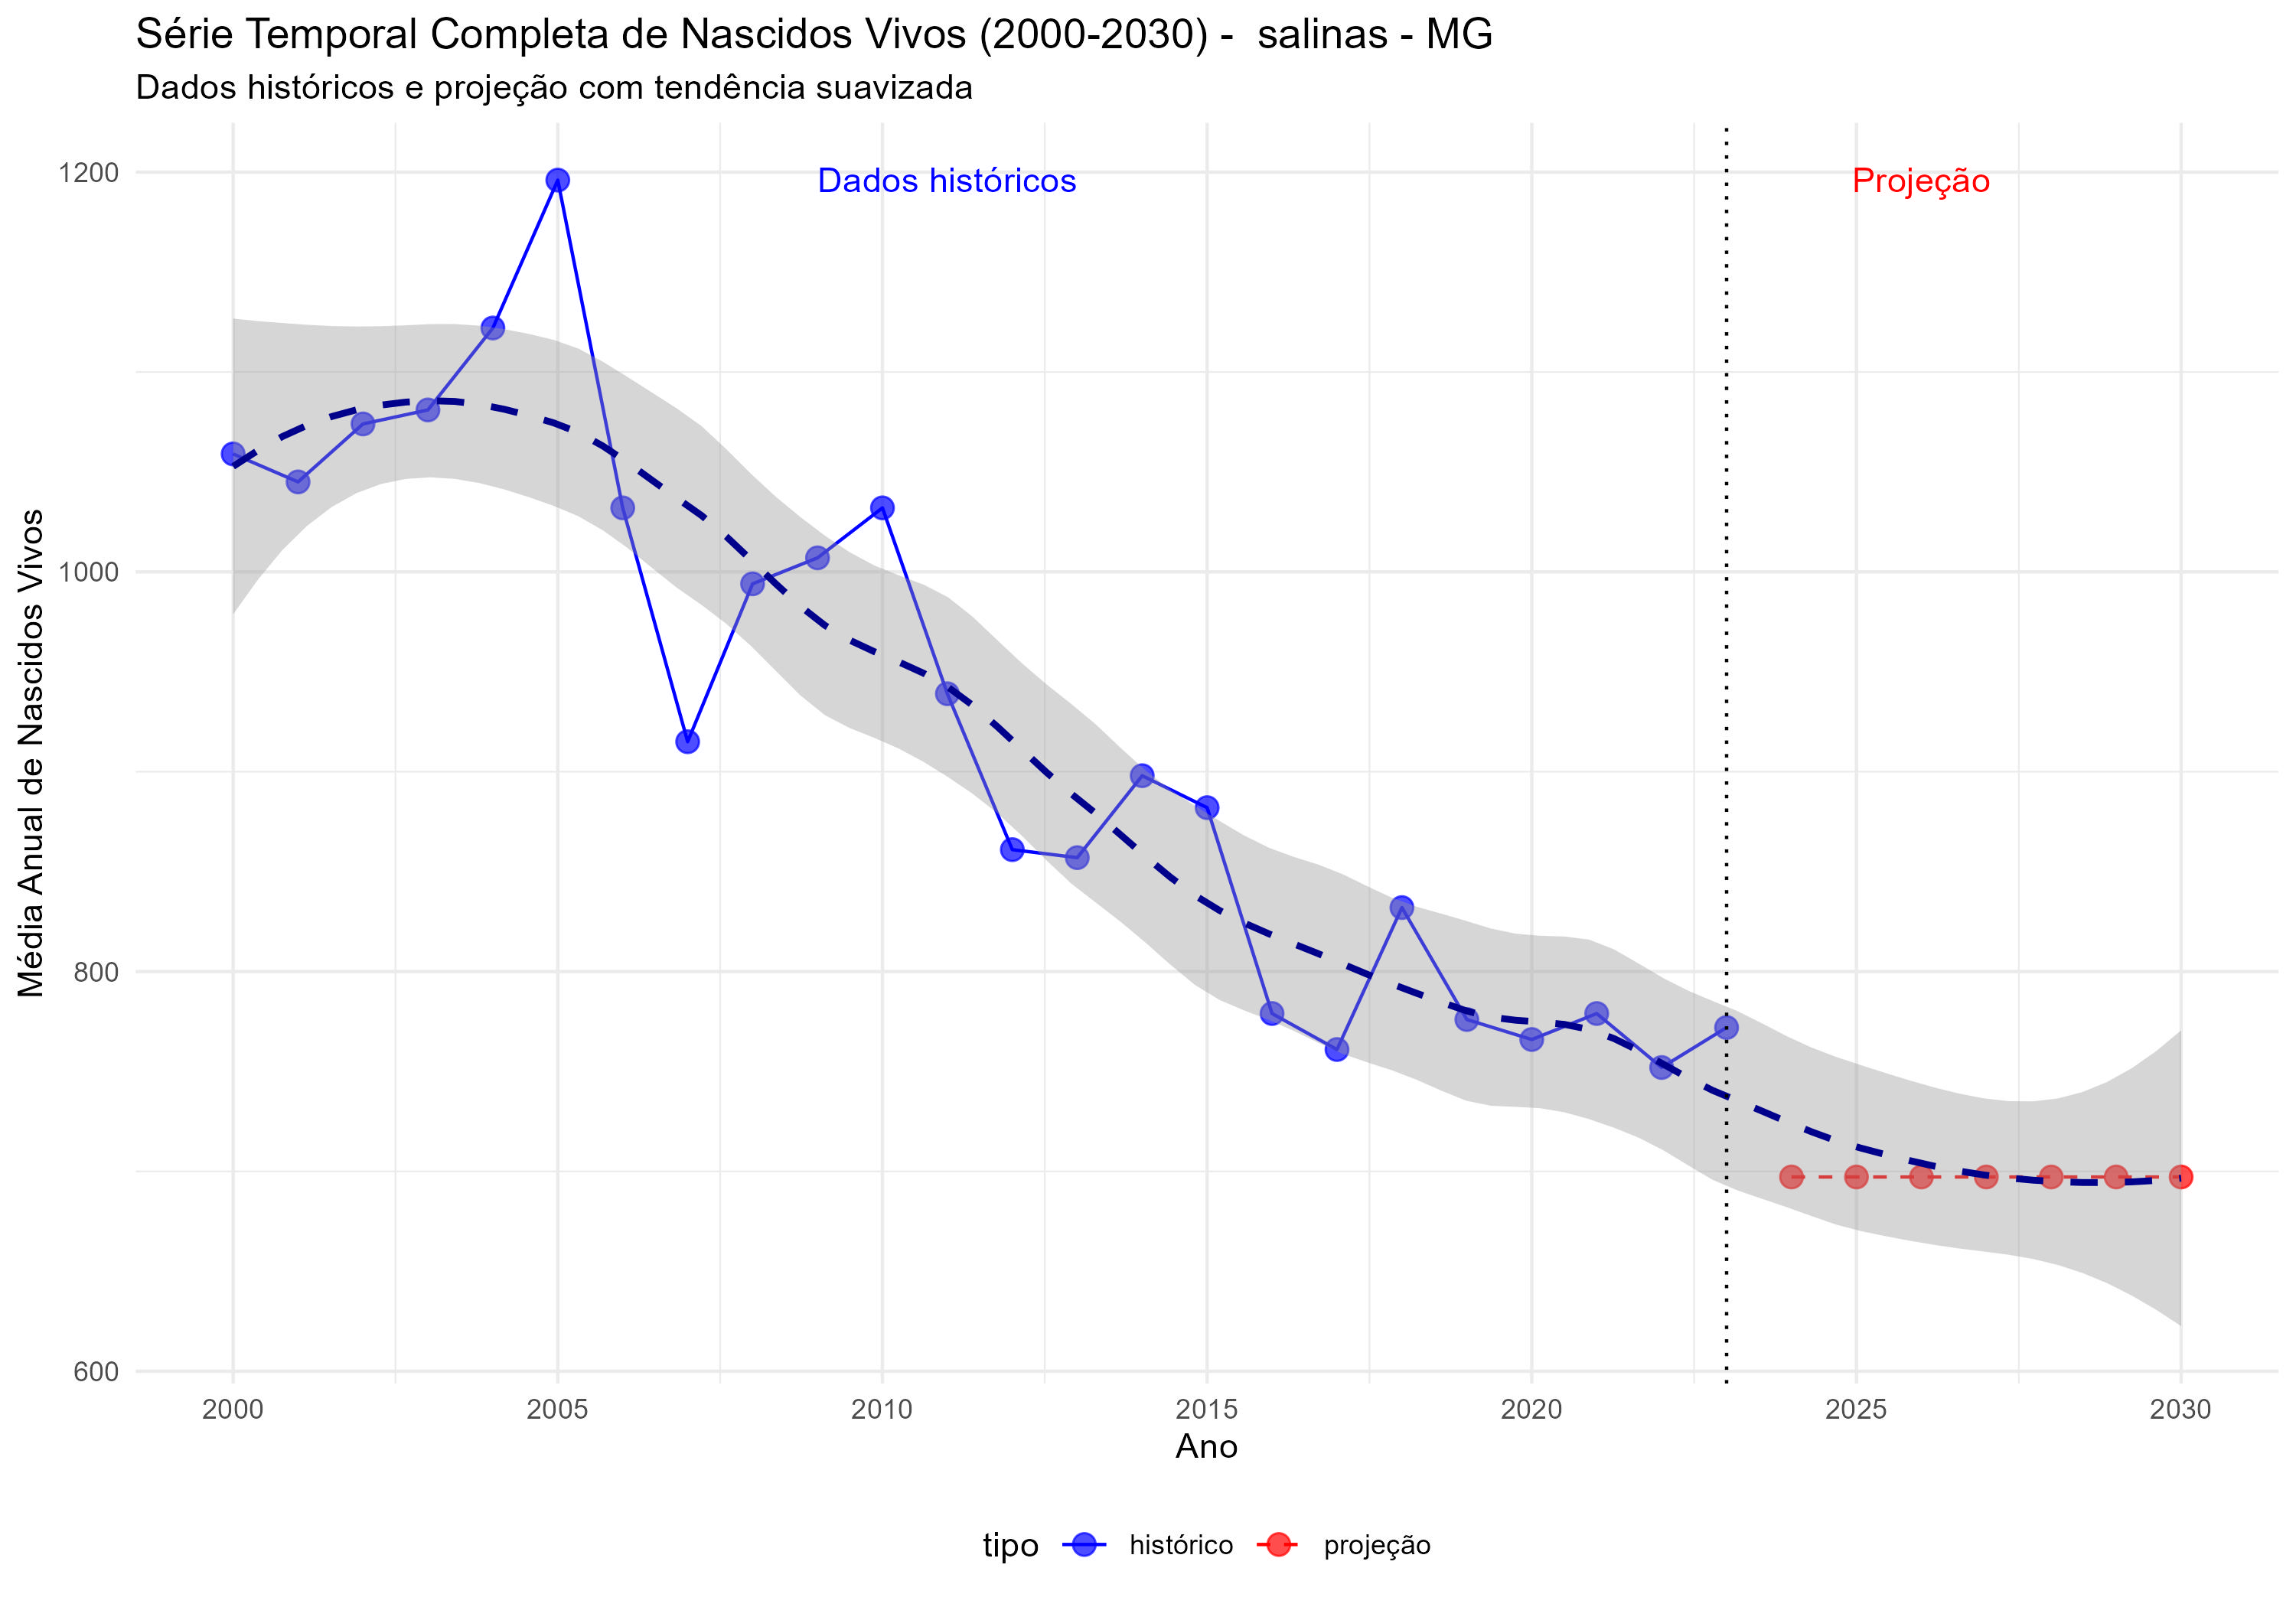 Série Temporal Completa de Nascidos Vivos (2000-2030) -  salinas - MG
Dados históricos e projeção com tendência suavizada
Dados históricos
Projeção
Média Anual de Nascidos Vivos
1200
1000
800
600
2000 2005 2010 2015 2020 2025 2030
Ano
tipo histórico projeção